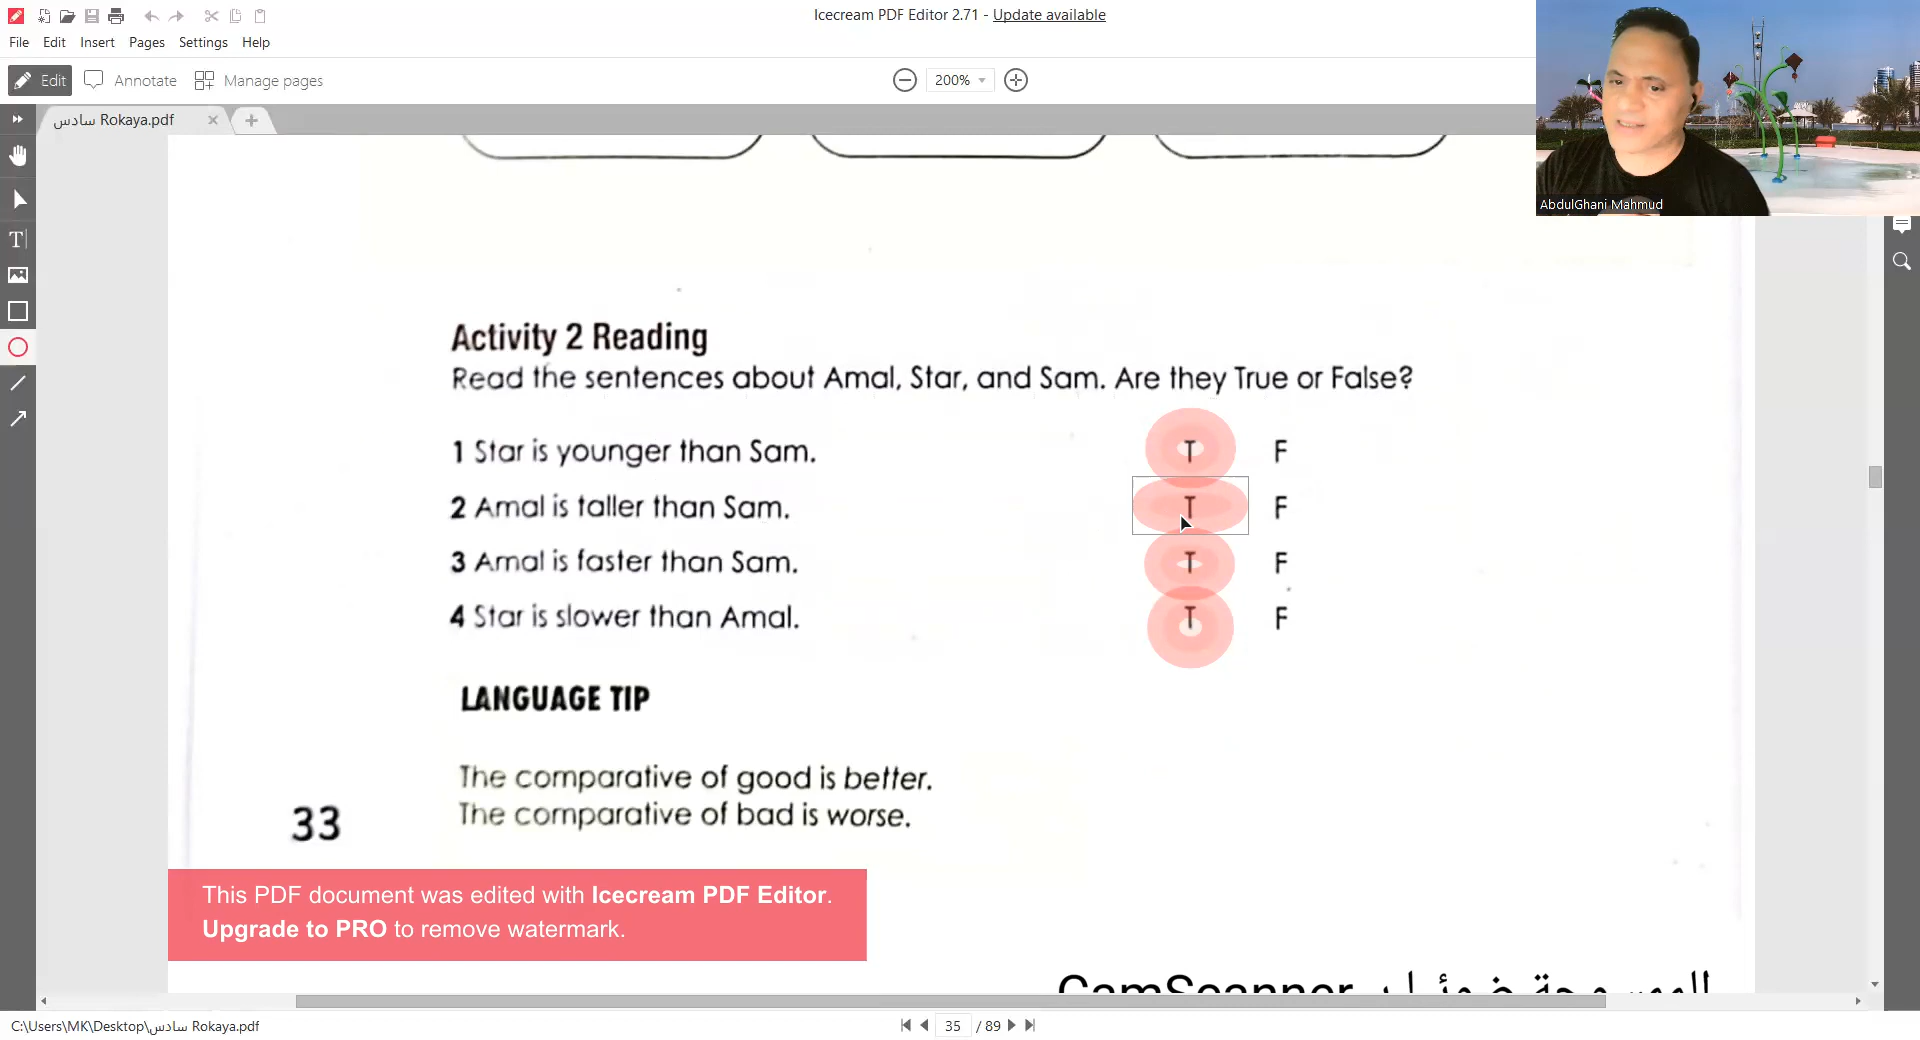 Icecream PDF Editor 2.71 - Update available
File Edit Insert Pages Settings Help
Edit Annotate Manage pages
200%
سادس Rokaya.pdf
AbdulGhani Mahmud
Activity 2 Reading
Read the sentences about Amal, Star, and Sam. Are they True or False?
1 Star is younger than Sam. T F
2 Amal is taller than Sam. T F
3 Amal is faster than Sam. T F
4 Star is slower than Amal. T F
LANGUAGE TIP
The comparative of good is better.
The comparative of bad is worse.
33
This PDF document was edited with Icecream PDF Editor.
Upgrade to PRO to remove watermark.
الممسوحة ضوئيا بـ CamScanner
C:\Users\MK\Desktop\سادس Rokaya.pdf
35 / 89